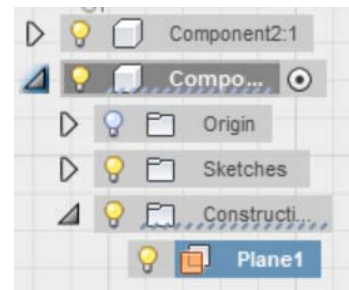 Component2:1
Compo...
Origin
Sketches
Constructi...
Plane1